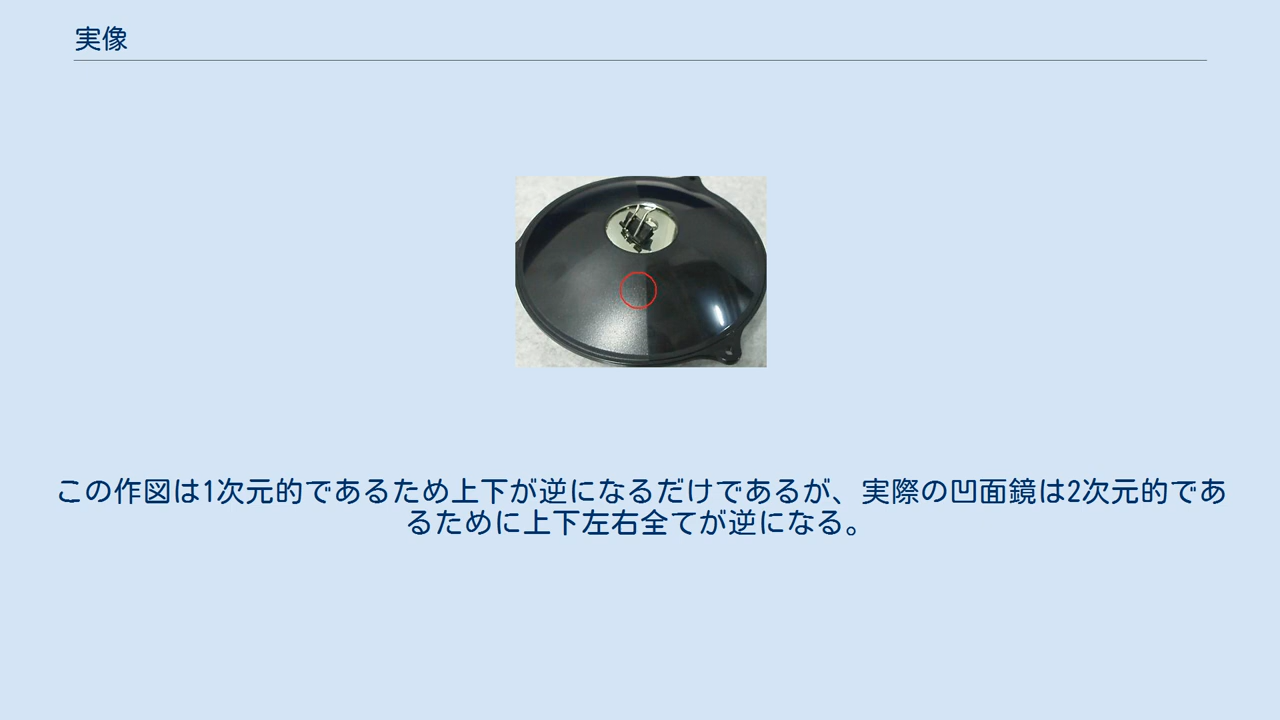 実像
この作図は1次元的であるため上下が逆になるだけであるが、実際の凹面鏡は2次元的であ
るために上下左右全てが逆になる。